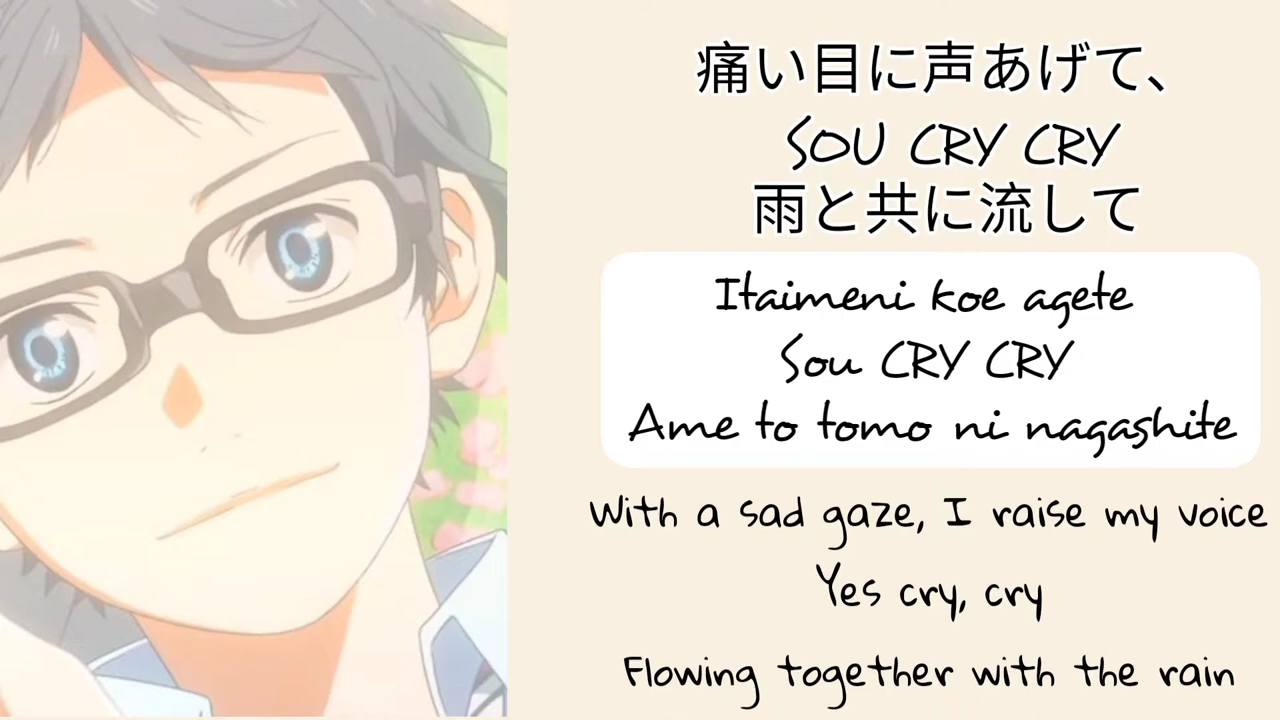 痛い目に声あげて、
SOU CRY CRY
雨と共に流して
Itaimeni koe agete
Sou CRY CRY
Ame to tomo ni nagashite
With a sad gaze, I raise my voice
Yes cry, cry
Flowing together with the rain